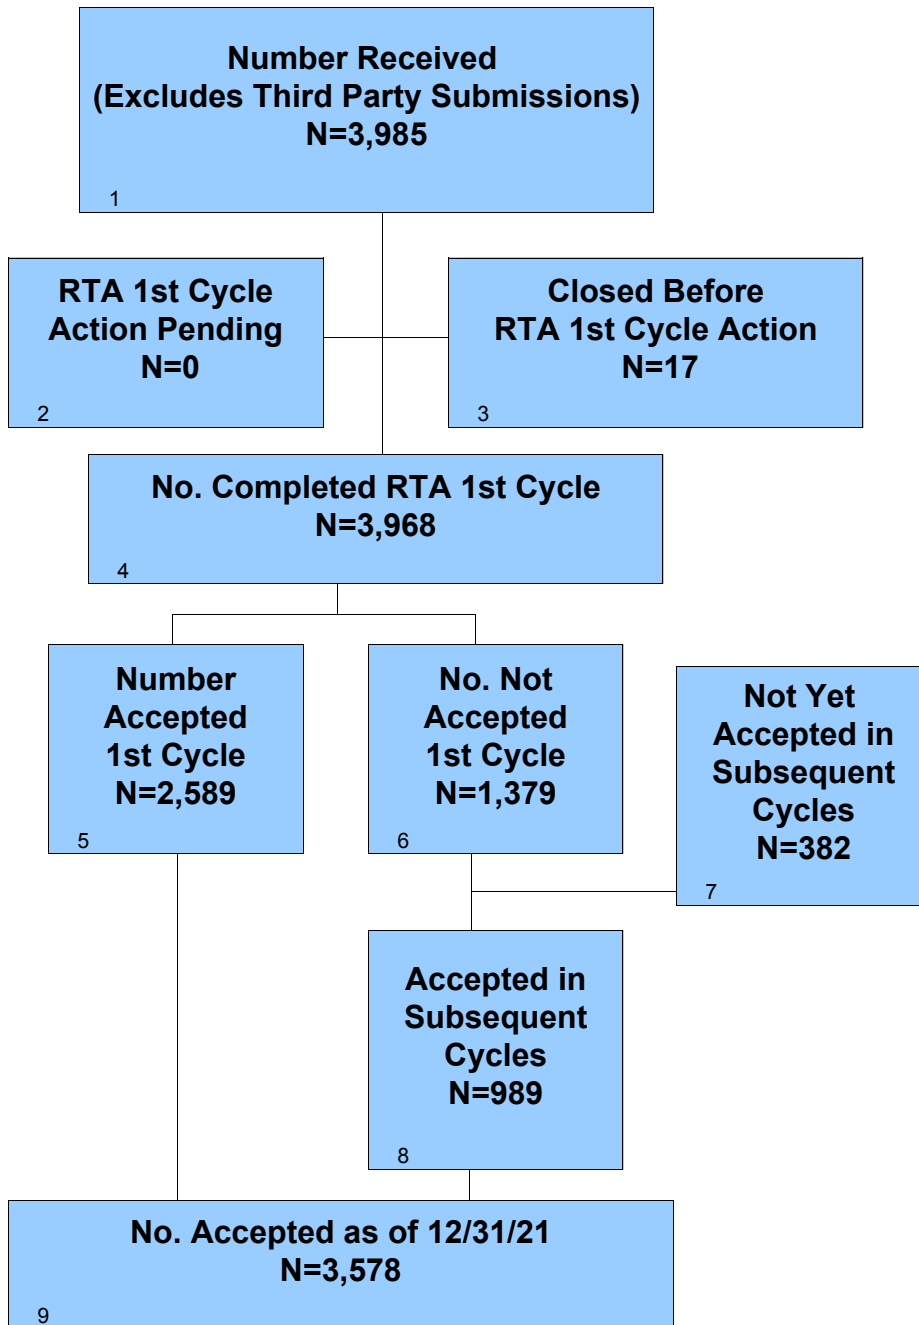 Number Received
(Excludes Third Party Submissions)
N=3,985
1
RTA 1st Cycle
Action Pending
N=0
2
Closed Before
RTA 1st Cycle Action
N=17
3
No. Completed RTA 1st Cycle
N=3,968
4
Number
Accepted
1st Cycle
N=2,589
5
No. Not
Accepted
1st Cycle
N=1,379
6
Not Yet
Accepted in
Subsequent
Cycles
N=382
7
Accepted in
Subsequent
Cycles
N=989
8
No. Accepted as of 12/31/21
N=3,578
9